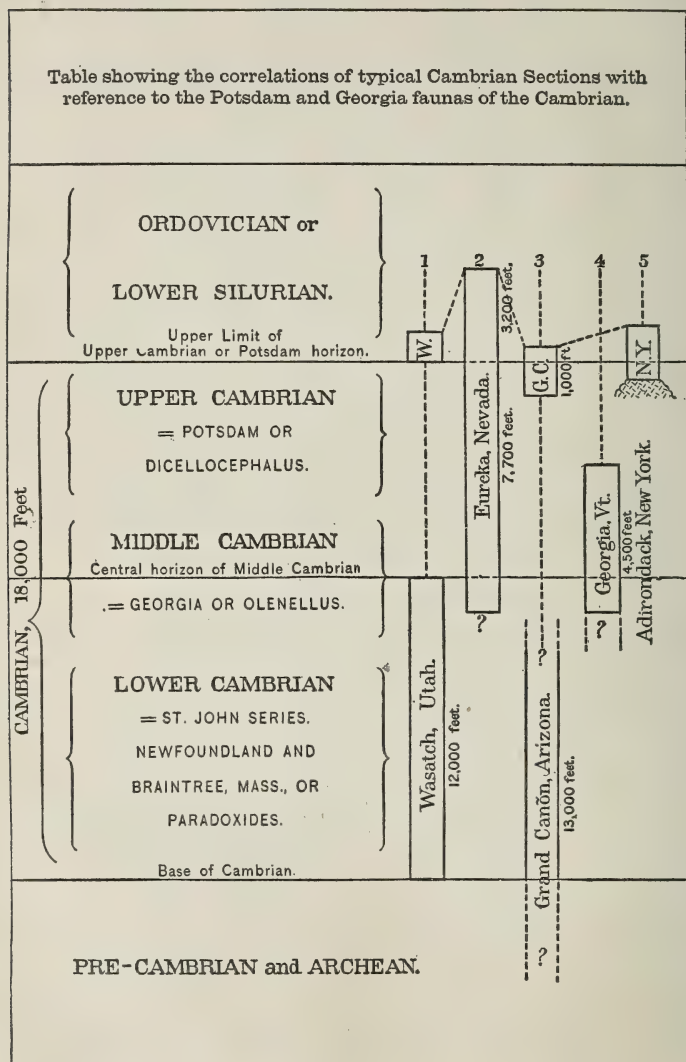 Table showing the correlations of typical Cambrian Sections with
reference to the Potsdam and Georgia faunas of the Cambrian.
ORDOVICIAN or
LOWER SILURIAN.
Upper Limit of
Upper Cambrian or Potsdam horizon.
UPPER CAMBRIAN
= POTSDAM OR
DICELLOCEPHALUS.
MIDDLE CAMBRIAN
Central horizon of Middle Cambrian
.= GEORGIA OR OLENELLUS.
LOWER CAMBRIAN
= ST. JOHN SERIES.
NEWFOUNDLAND AND
BRAINTREE, MASS., OR
PARADOXIDES.
Base of Cambrian.
PRE-CAMBRIAN and ARCHEAN.
CAMBRIAN, 18,000 Feet
1
2
3
4
5
W.
Wasatch, Utah.
12,000 feet.
3,200 feet.
Eureka, Nevada.
7,700 feet.
?
G.C.
1,000 ft
?
Grand Cañon, Arizona.
13,000 feet.
?
Georgia, Vt.
4,500 feet
?
N.Y.
Adirondack, New York.